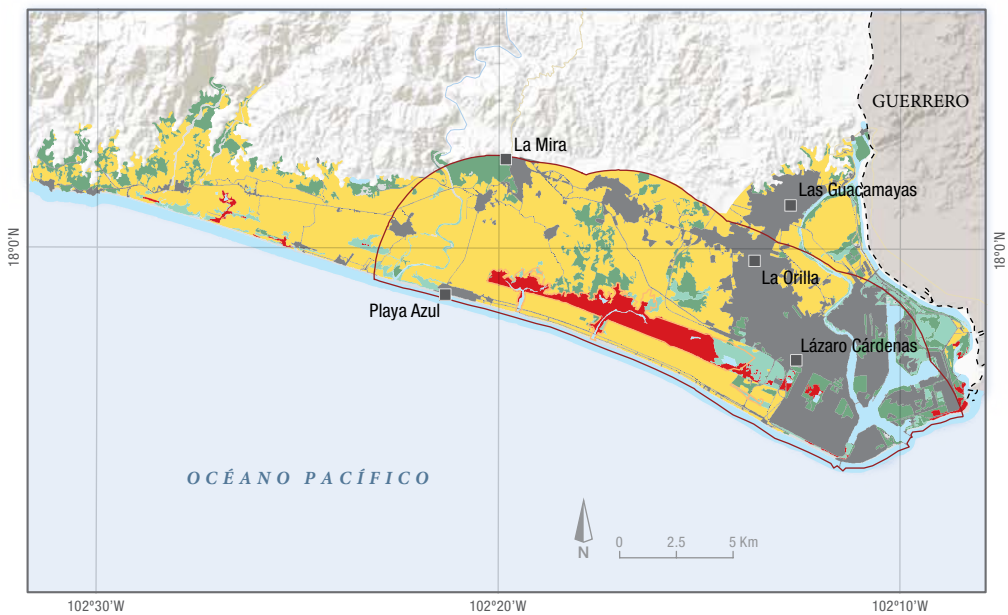 GUERRERO
La Mira
Las Guacamayas
18°0'N
18°0'N
La Orilla
Playa Azul
Lázaro Cárdenas
OCÉANO PACÍFICO
N
0 2.5 5 Km
102°30'W 102°20'W 102°10'W